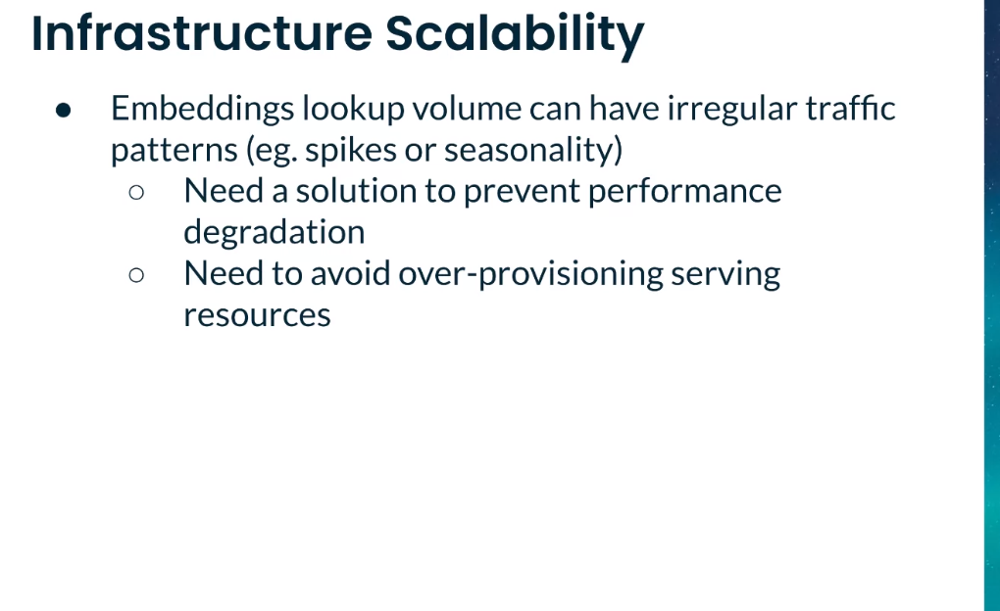 Infrastructure Scalability
● Embeddings lookup volume can have irregular traffic
patterns (eg. spikes or seasonality)
○ Need a solution to prevent performance
degradation
○ Need to avoid over-provisioning serving
resources